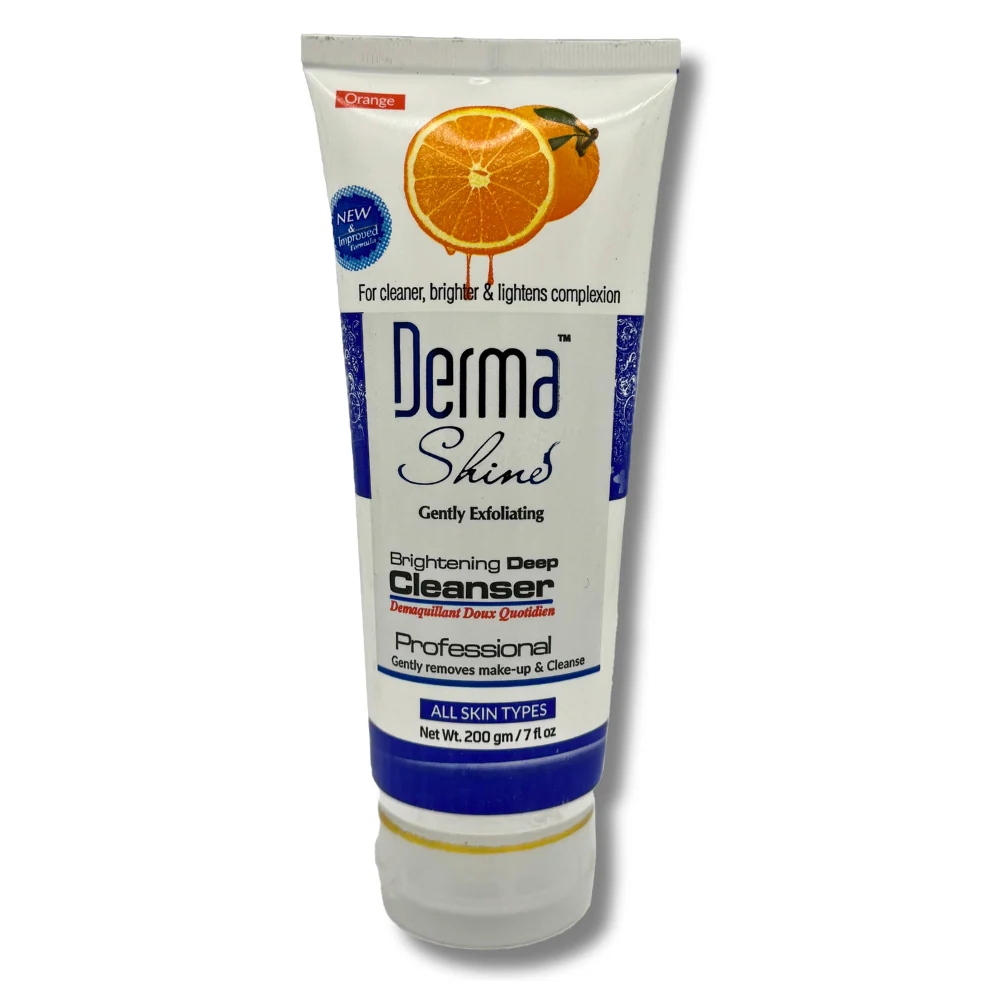 Orange
NEW
&
Improved
Formula
For cleaner, brighter & lightens complexion
Derma™
Shine
Gently Exfoliating
Brightening Deep
Cleanser
Demaquillant Doux Quotidien
Professional
Gently removes make-up & Cleanse
ALL SKIN TYPES
Net Wt. 200 gm / 7 fl oz